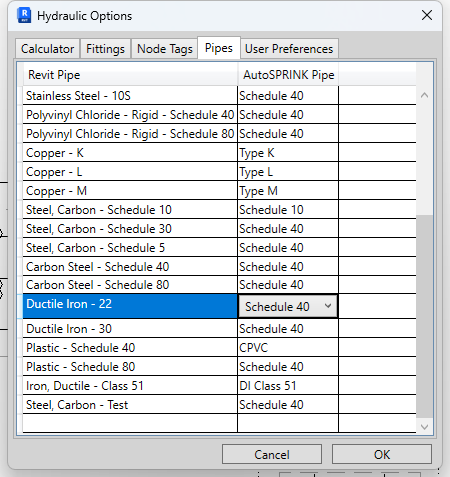 Hydraulic Options
Calculator Fittings Node Tags Pipes User Preferences
Revit Pipe AutoSPRINK Pipe
Stainless Steel - 10S Schedule 40
Polyvinyl Chloride - Rigid - Schedule 40 Schedule 40
Polyvinyl Chloride - Rigid - Schedule 80 Schedule 40
Copper - K Type K
Copper - L Type L
Copper - M Type M
Steel, Carbon - Schedule 10 Schedule 10
Steel, Carbon - Schedule 30 Schedule 40
Steel, Carbon - Schedule 5 Schedule 40
Carbon Steel - Schedule 40 Schedule 40
Carbon Steel - Schedule 80 Schedule 40
Ductile Iron - 22 Schedule 40
Ductile Iron - 30 Schedule 40
Plastic - Schedule 40 CPVC
Plastic - Schedule 80 Schedule 40
Iron, Ductile - Class 51 DI Class 51
Steel, Carbon - Test Schedule 40
Cancel OK